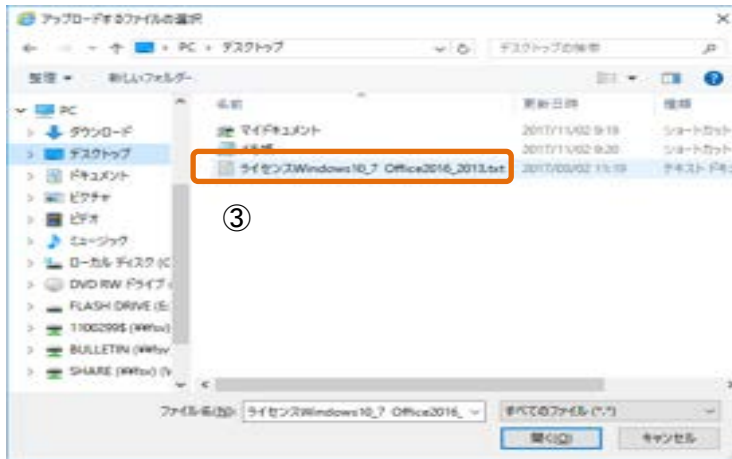 アップロードするファイルの選択
PC › デスクトップ
デスクトップの検索
整理 新しいフォルダー
名前 更新日時 種類
PC
ダウンロード
デスクトップ
ドキュメント
ピクチャ
ビデオ
ミュージック
ローカル ディスク (C
DVD RW ドライブ (
FLASH DRIVE (E:
1100299$ (¥¥fsv)
BULLETIN (¥¥fsv
SHARE (¥¥fsv) (
マイドキュメント 2017/11/02 9:19 ショートカット
2017/11/02 9:20 ショートカット
ライセンスWindows10_7 Office2016_2013.txt 2017/03/02 テキスト ドキ
③
ファイル名(N): ライセンスWindows10_7 Office2016_
すべてのファイル (*.*)
開く(O) キャンセル